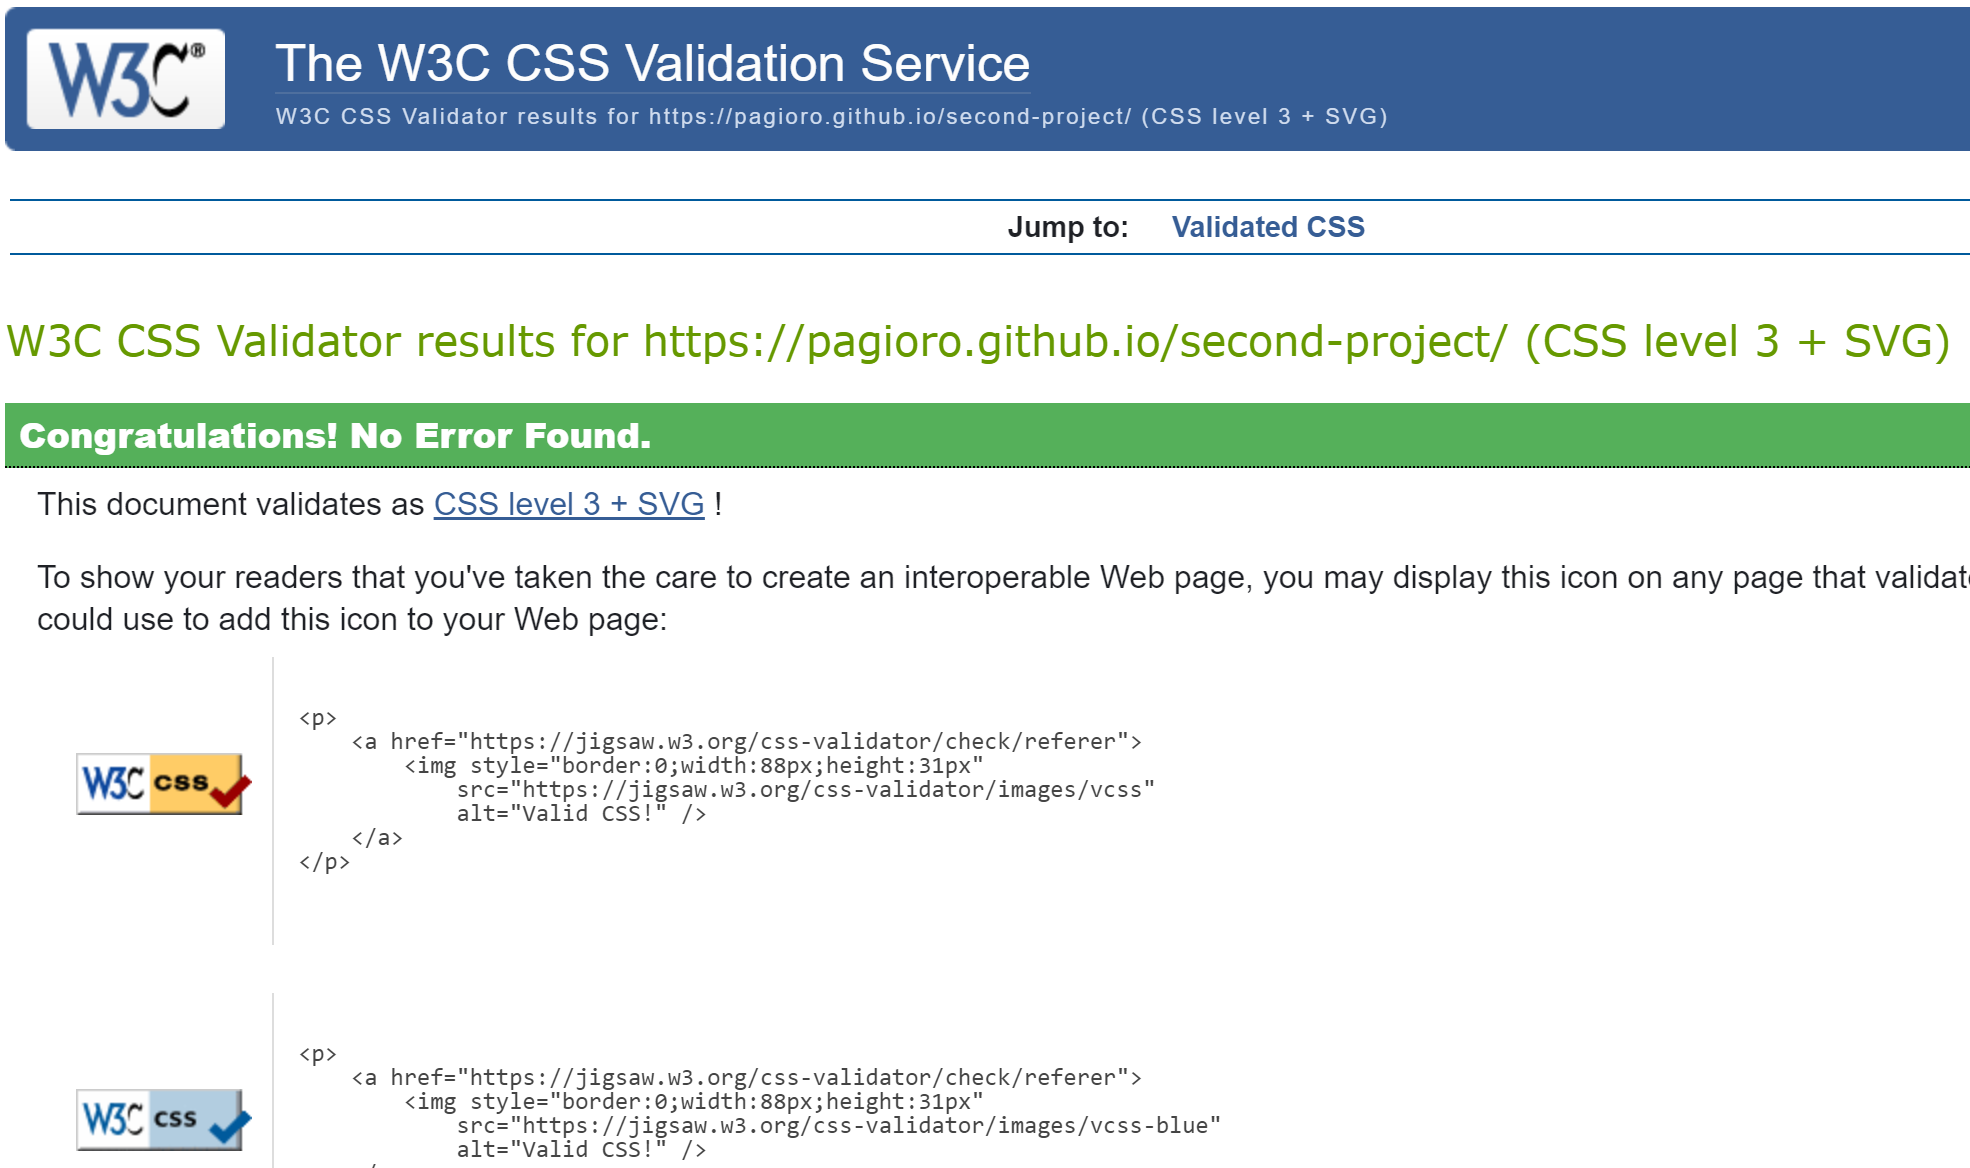 W3C®
The W3C CSS Validation Service
W3C CSS Validator results for https://pagioro.github.io/second-project/ (CSS level 3 + SVG)
Jump to: Validated CSS
W3C CSS Validator results for https://pagioro.github.io/second-project/ (CSS level 3 + SVG)
Congratulations! No Error Found.
This document validates as CSS level 3 + SVG !
To show your readers that you've taken the care to create an interoperable Web page, you may display this icon on any page that
could use to add this icon to your Web page:
<p>
<a href="https://jigsaw.w3.org/css-validator/check/referer">
<img style="border:0;width:88px;height:31px"
W3C css
src="https://jigsaw.w3.org/css-validator/images/vcss"
alt="Valid CSS!" />
</a>
</p>
<p>
<a href="https://jigsaw.w3.org/css-validator/check/referer">
<img style="border:0;width:88px;height:31px"
W3C css
src="https://jigsaw.w3.org/css-validator/images/vcss-blue"
alt="Valid CSS!" />